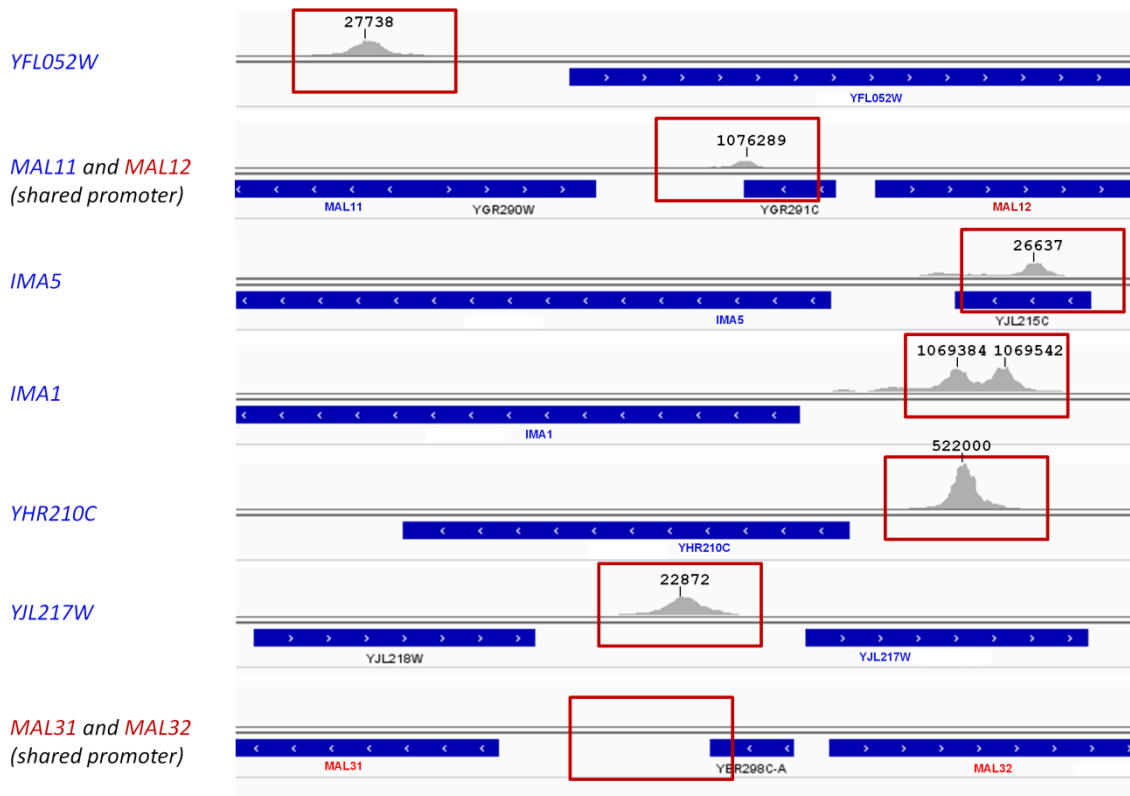 27738
YFL052W
YFL052W
1076289
MAL11 and MAL12
(shared promoter)
MAL11
YGR290W
YGR291C
MAL12
26637
IMA5
IMA5
YJL215C
1069384 1069542
IMA1
IMA1
522000
YHR210C
YHR210C
22872
YJL217W
YJL218W
YJL217W
MAL31 and MAL32
(shared promoter)
MAL31
YBR298C-A
MAL32